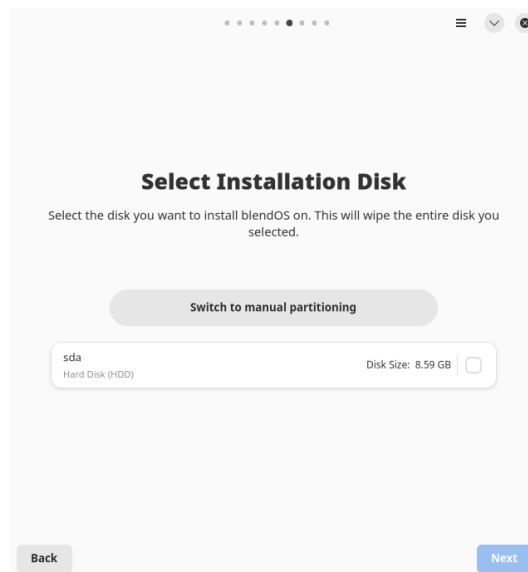 Select Installation Disk
Select the disk you want to install blendOS on. This will wipe the entire disk you
selected.
Switch to manual partitioning
sda
Hard Disk (HDD)
Disk Size: 8.59 GB
Back
Next